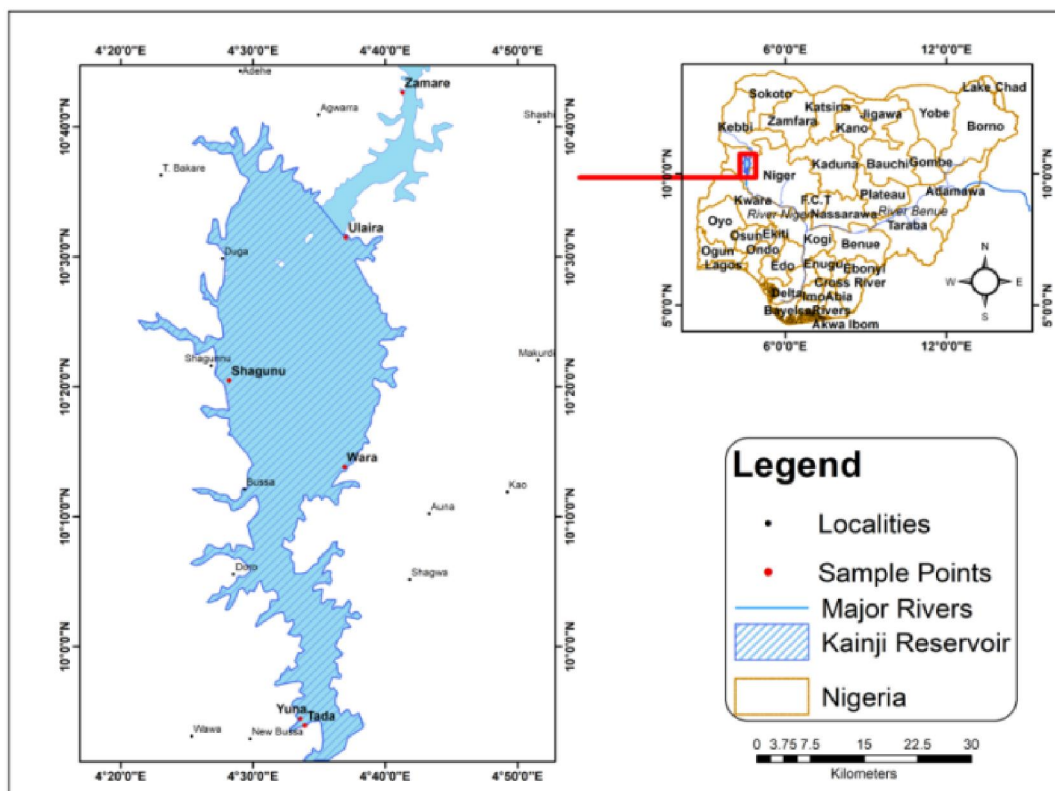 4°20'0"E 4°30'0"E 4°40'0"E 4°50'0"E
Adehe
Zamare
Agwarra
Shashi
10°40'0"N
10°40'0"N
T. Bakare
Ulaira
Duga
10°30'0"N
10°30'0"N
Shagunnu
Makurdi
Shagunu
10°20'0"N
10°20'0"N
Wara
Bussa
Kao
Auna
10°10'0"N
10°10'0"N
Doro
Shagwa
10°0'0"N
10°0'0"N
Yuna
Tada
Wawa
New Bussa
4°20'0"E 4°30'0"E 4°40'0"E 4°50'0"E
6°0'0"E 12°0'0"E
Lake Chad
Sokoto
Katsina
Jigawa
Yobe
Zamfara
Kano
Kebbi
Borno
10°0'0"N
10°0'0"N
Kaduna
Bauchi
Gombe
Niger
Plateau
Adamawa
Kwara
F.C.T
River Niger
Nassarawa
River Benue
Oyo
Taraba
Osun
Ekiti
Kogi
Benue
Ogun
Ondo
Lagos
Edo
Enugu
Ebonyi
Cross River
Delta
Imo
Abia
Bayelsa
Rivers
Akwa Ibom
5°0'0"N
5°0'0"N
N
W E
S
6°0'0"E 12°0'0"E
Legend
Localities
Sample Points
Major Rivers
Kainji Reservoir
Nigeria
0 3.75 7.5 15 22.5 30
Kilometers